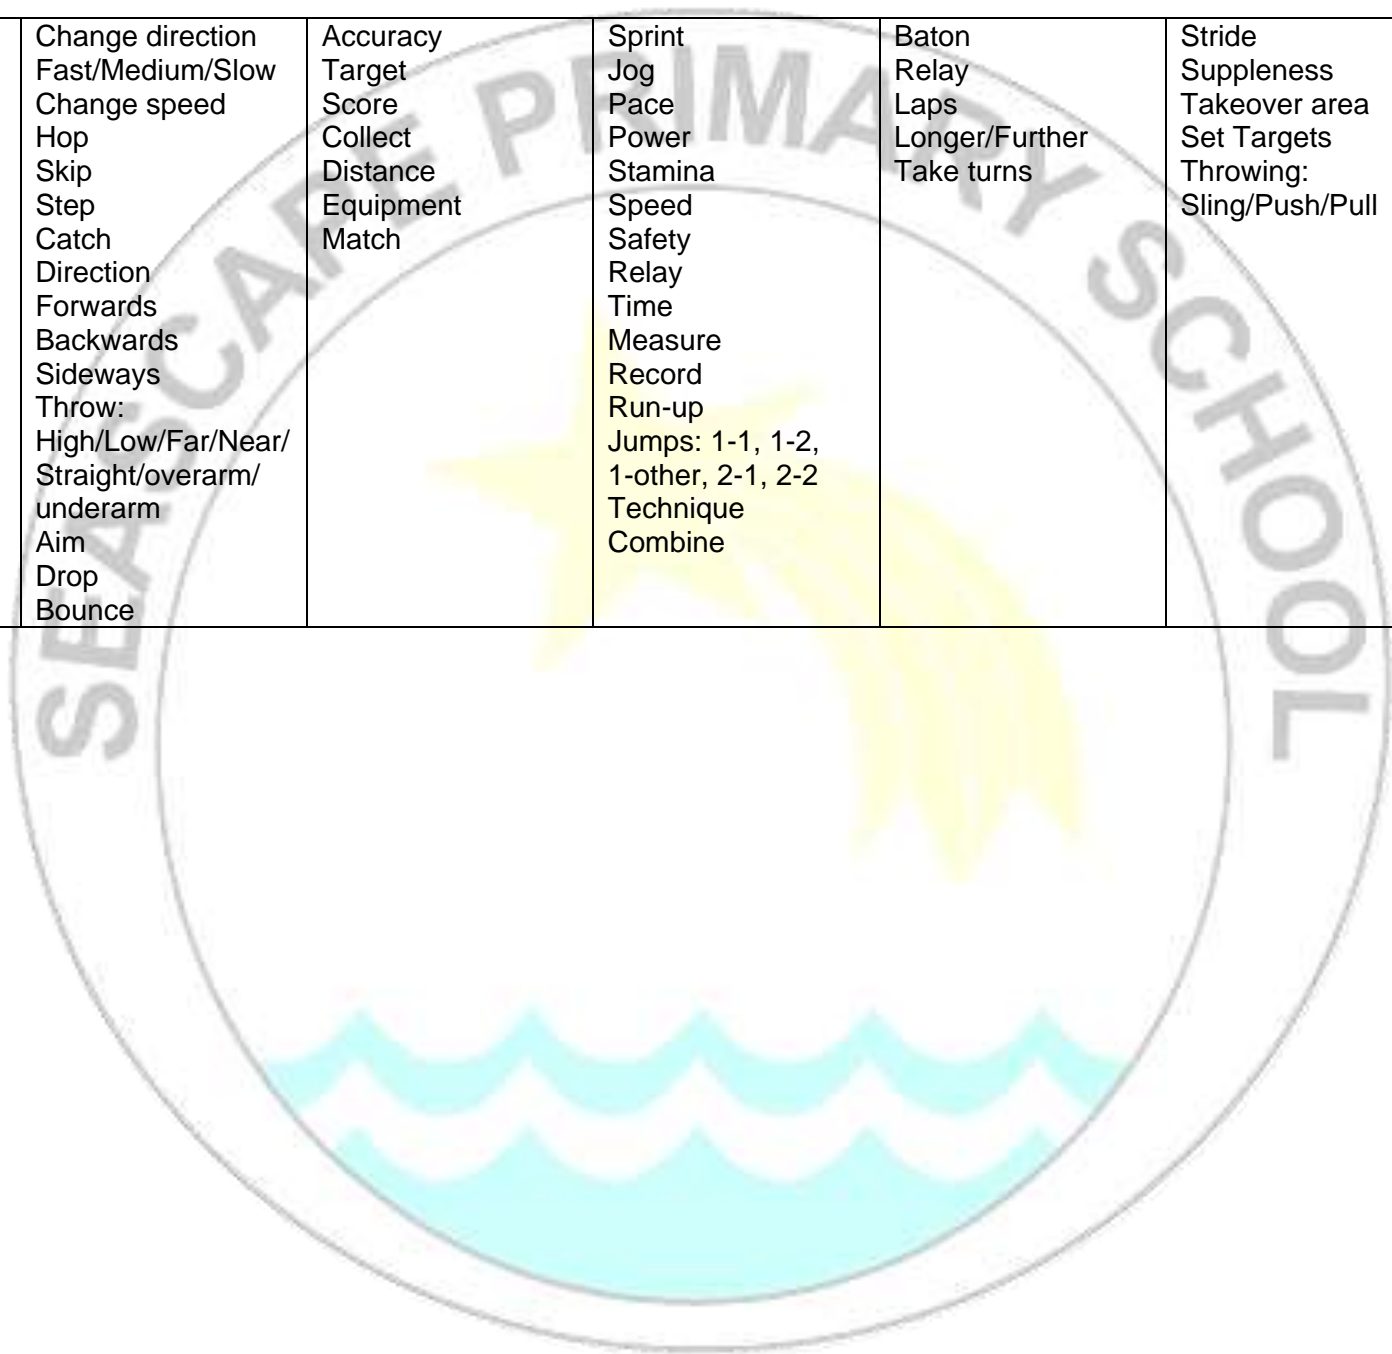 Change direction
Fast/Medium/Slow
Change speed
Hop
Skip
Step
Catch
Direction
Forwards
Backwards
Sideways
Throw:
High/Low/Far/Near/
Straight/overarm/
underarm
Aim
Drop
Bounce
Accuracy
Target
Score
Collect
Distance
Equipment
Match
Sprint
Jog
Pace
Power
Stamina
Speed
Safety
Relay
Time
Measure
Record
Run-up
Jumps: 1-1, 1-2,
1-other, 2-1, 2-2
Technique
Combine
Baton
Relay
Laps
Longer/Further
Take turns
Stride
Suppleness
Takeover area
Set Targets
Throwing:
Sling/Push/Pull
SEASCAPE PRIMARY SCHOOL